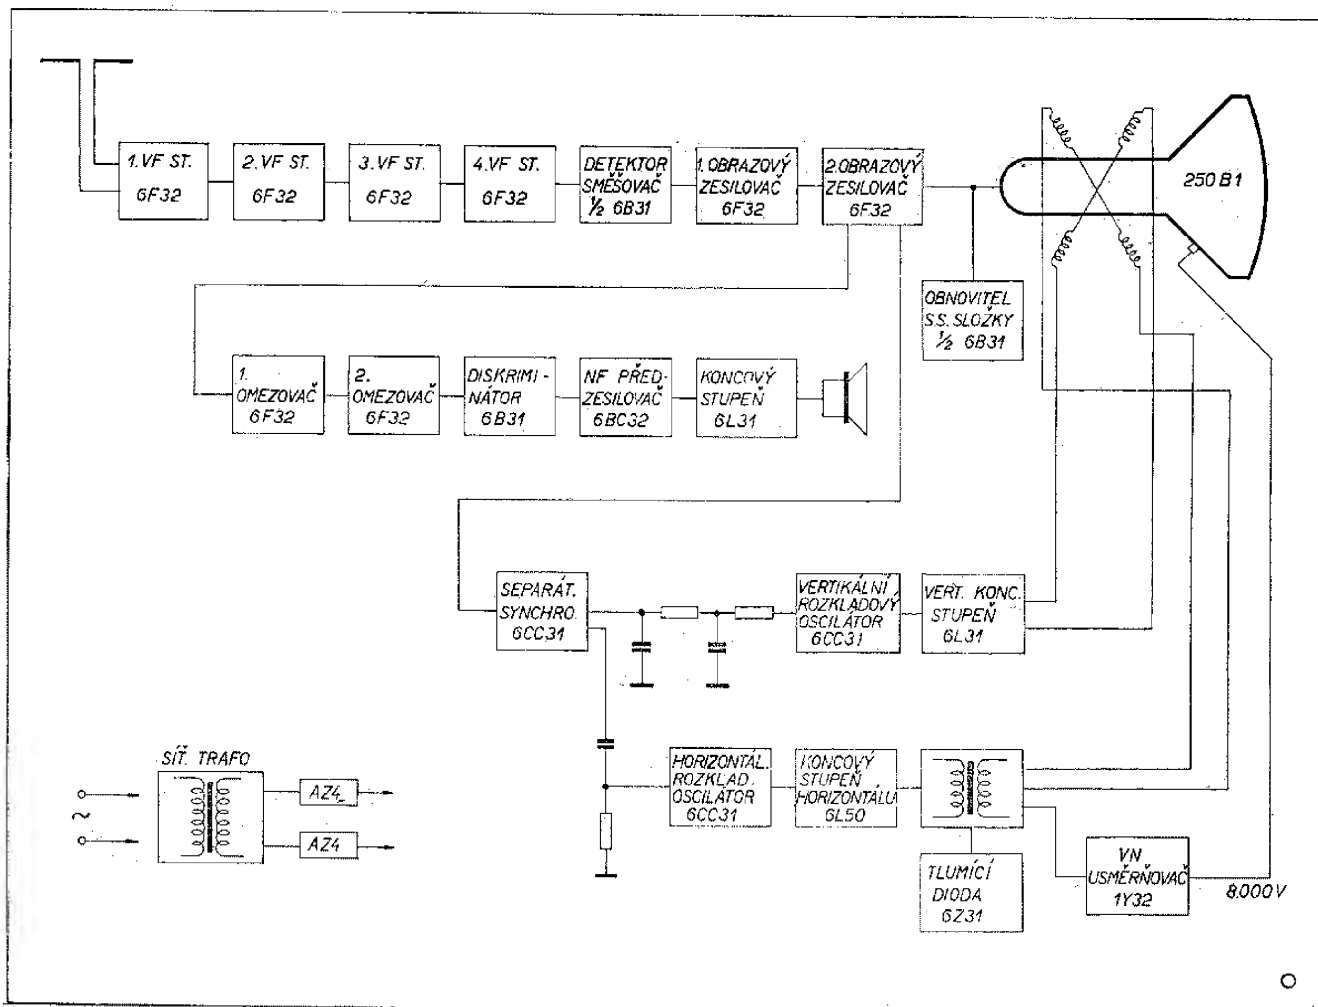 1. VF ST.
6F32
2. VF ST.
6F32
3. VF ST.
6F32
4. VF ST.
6F32
DETEKTOR
SMĚŠOVAČ
½ 6B31
1. OBRAZOVÝ
ZESILOVAČ
6F32
2. OBRAZOVÝ
ZESILOVAČ
6F32
250 B1
OBNOVITEL
S.S. SLOŽKY
½ 6B31
1.
OMEZOVAČ
6F32
2.
OMEZOVAČ
6F32
DISKRIMI-
NÁTOR
6B31
NF PŘED-
ZESILOVAČ
6BC32
KONCOVÝ
STUPEŇ
6L31
SEPARÁT.
SYNCHRO.
6CC31
VERTIKÁLNÍ
ROZKLADOVÝ
OSCILÁTOR
6CC31
VERT. KONC.
STUPEŇ
6L31
SÍŤ. TRAFO
AZ4
AZ4
~
HORIZONTÁL.
ROZKLAD.
OSCILÁTOR
6CC31
KONCOVÝ
STUPEŇ
HORIZONTÁLU
6L50
TLUMÍCÍ
DIODA
6Z31
VN
USMĚRŇOVAČ
1Y32
8.000 V